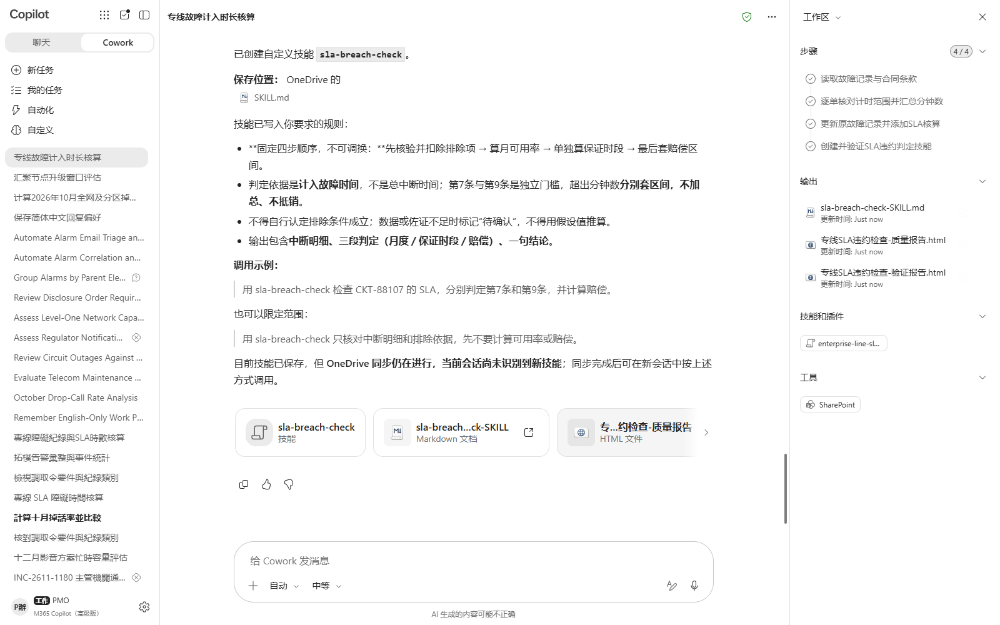 Copilot
聊天
Cowork
新任务
我的任务
自动化
自定义
专线故障计入时长核算
汇聚节点升级窗口评估
计算2026年10月全网及分区掉...
保存简体中文回复偏好
Automate Alarm Email Triage an...
Automate Alarm Correlation an...
Group Alarms by Parent Ele...
Review Disclosure Order Requir...
Assess Level-One Network Capa...
Assess Regulator Notificati...
Review Circuit Outages Against ...
Evaluate Telecom Maintenance ...
October Drop-Call Rate Analysis
Remember English-Only Work P...
專線障礙紀錄與SLA時數核算
拓樸告警彙整與事件統計
檢視調取令要件與紀錄類別
專線 SLA 障礙時間核算
計算十月掉話率並比較
核對調取令要件與紀錄類別
十二月影音方案忙時容量評估
INC-2611-1180 主管機關通...
P辦
工作 PMO
M365 Copilot（高级版）
专线故障计入时长核算
已创建自定义技能 sla-breach-check。
保存位置： OneDrive 的
SKILL.md
技能已写入你要求的规则：
**固定四步顺序，不可调换：**先核验并扣除排除项 → 算月可用率 → 单独算保证时段 → 最后套赔偿区
间。
判定依据是计入故障时间，不是总中断时间；第7条与第9条是独立门槛，超出分钟数分别套区间，不加
总、不抵销。
不得自行认定排除条件成立；数据或佐证不足时标记“待确认”，不得用假设值推算。
输出包含中断明细、三段判定（月度 / 保证时段 / 赔偿）、一句结论。
调用示例：
用 sla-breach-check 检查 CKT-88107 的 SLA，分别判定第7条和第9条，并计算赔偿。
也可以限定范围：
用 sla-breach-check 只核对中断明细和排除依据，先不要计算可用率或赔偿。
目前技能已保存，但 OneDrive 同步仍在进行，当前会话尚未识别到新技能；同步完成后可在新会话中按上述
方式调用。
sla-breach-check
技能
sla-breach...ck-SKILL
Markdown 文档
专...约检查-质量报告
HTML 文件
给 Cowork 发消息
自动
中等
AI 生成的内容可能不正确
工作区
步骤
4 / 4
读取故障记录与合同条款
逐单核对计时范围并汇总分钟数
更新原故障记录并添加SLA核算
创建并验证SLA违约判定技能
输出
sla-breach-check-SKILL.md
更新时间: Just now
专线SLA违约检查-质量报告.html
更新时间: Just now
专线SLA违约检查-验证报告.html
更新时间: Just now
技能和插件
enterprise-line-sl...
工具
SharePoint